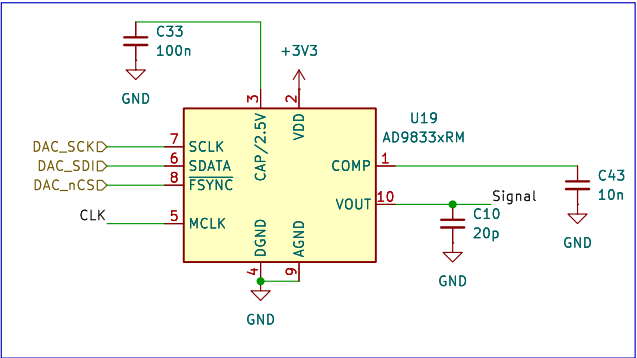 C33
100n
GND
+3V3
U19
AD9833xRM
3
2
CAP/2.5V
VDD
DAC_SCK
7
SCLK
DAC_SDI
6
SDATA
DAC_nCS
8
FSYNC
CLK
5
MCLK
COMP
1
VOUT
10
Signal
C43
10n
GND
C10
20p
GND
DGND
AGND
4
9
GND